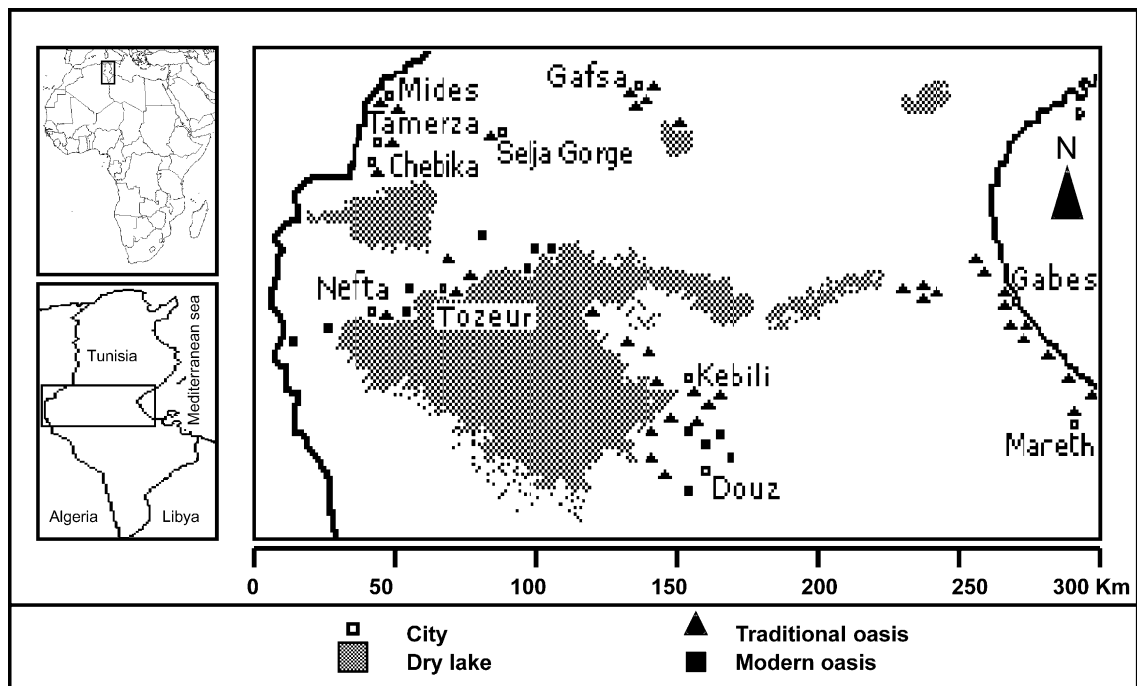 Tunisia
Mediterranean sea
Algeria
Libya
Mides
Gafsa
Tamerza
Selja Gorge
Chebika
N
Gabes
Nefta
Tozeur
Kebili
Mareth
Douz
0 50 100 150 200 250 300 Km
City
Traditional oasis
Dry lake
Modern oasis